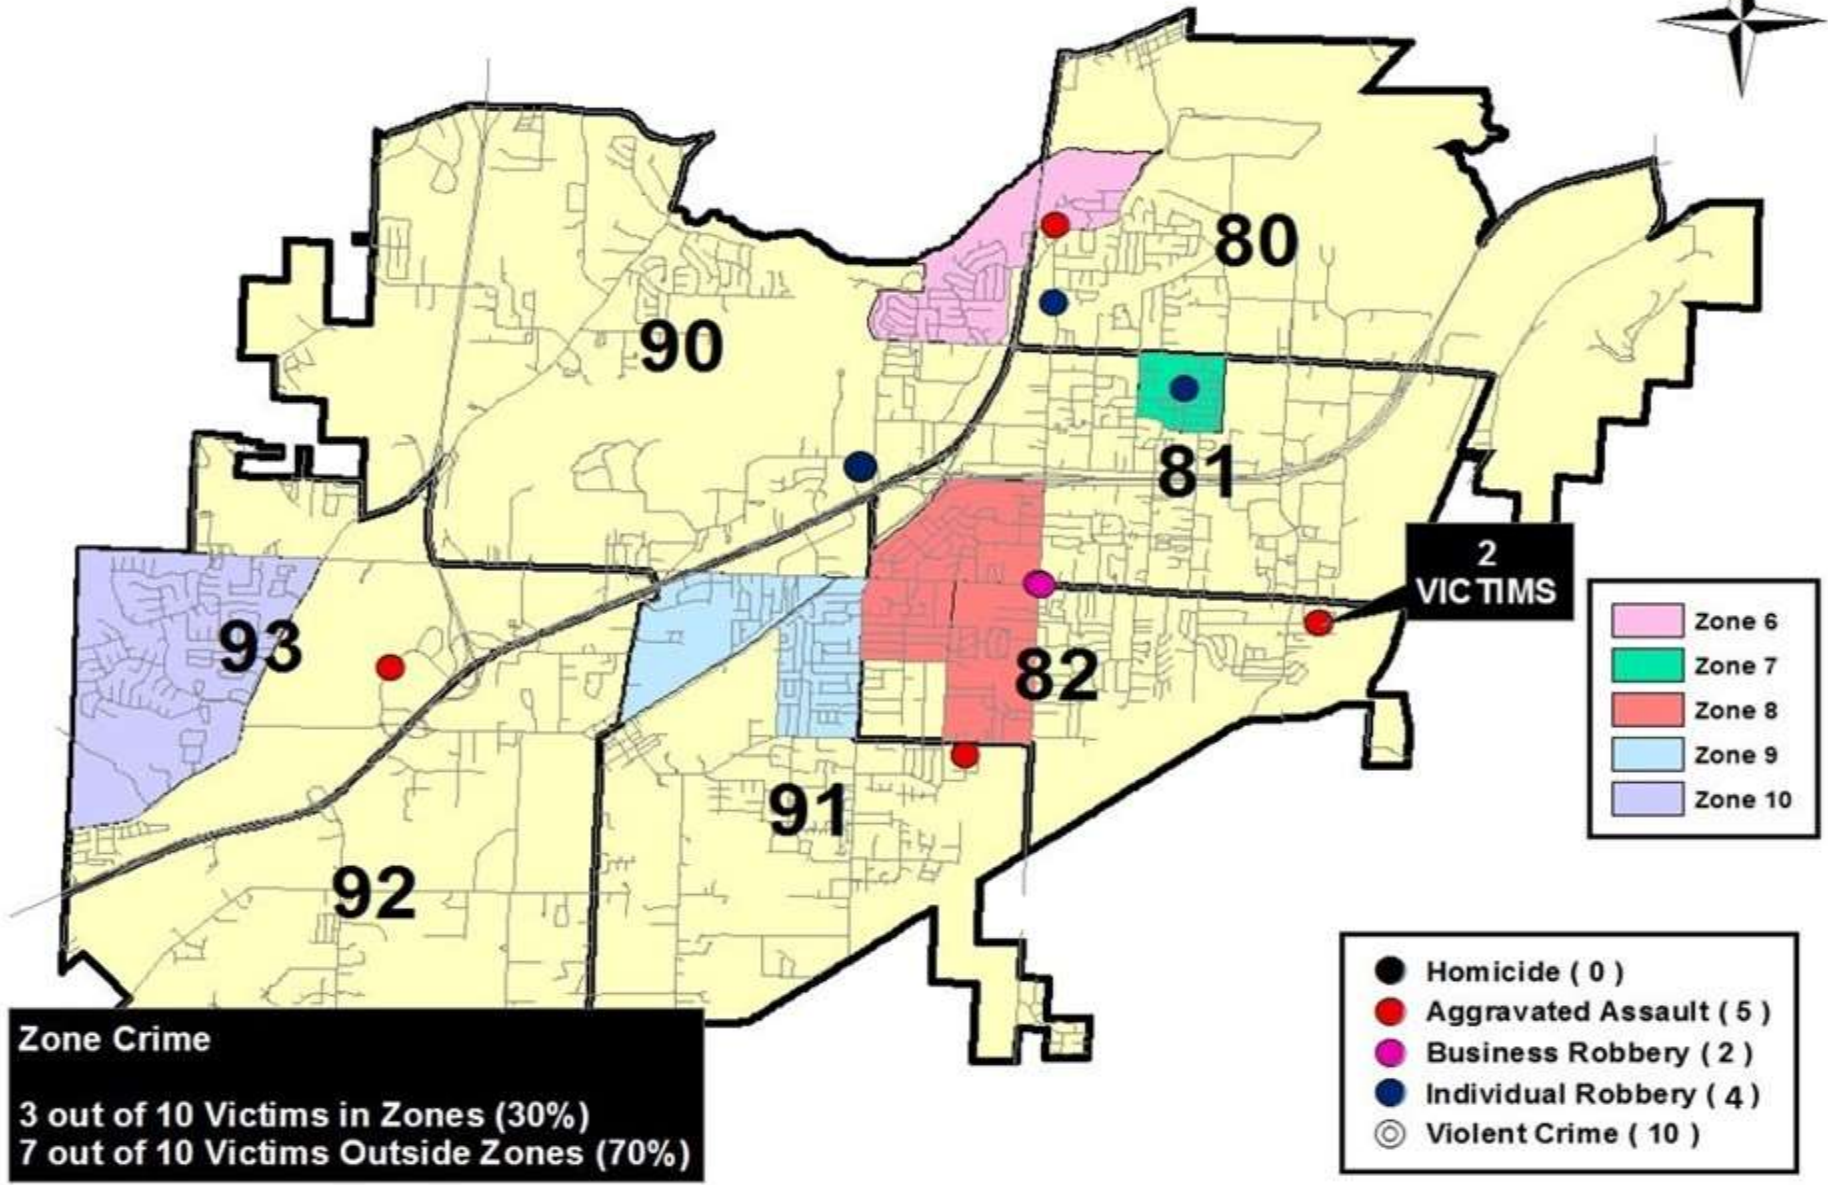 80
90
81
2
VICTIMS
93
82
91
92
Zone 6
Zone 7
Zone 8
Zone 9
Zone 10
Homicide ( 0 )
Aggravated Assault ( 5 )
Business Robbery ( 2 )
Individual Robbery ( 4 )
Violent Crime ( 10 )
Zone Crime
3 out of 10 Victims in Zones (30%)
7 out of 10 Victims Outside Zones (70%)